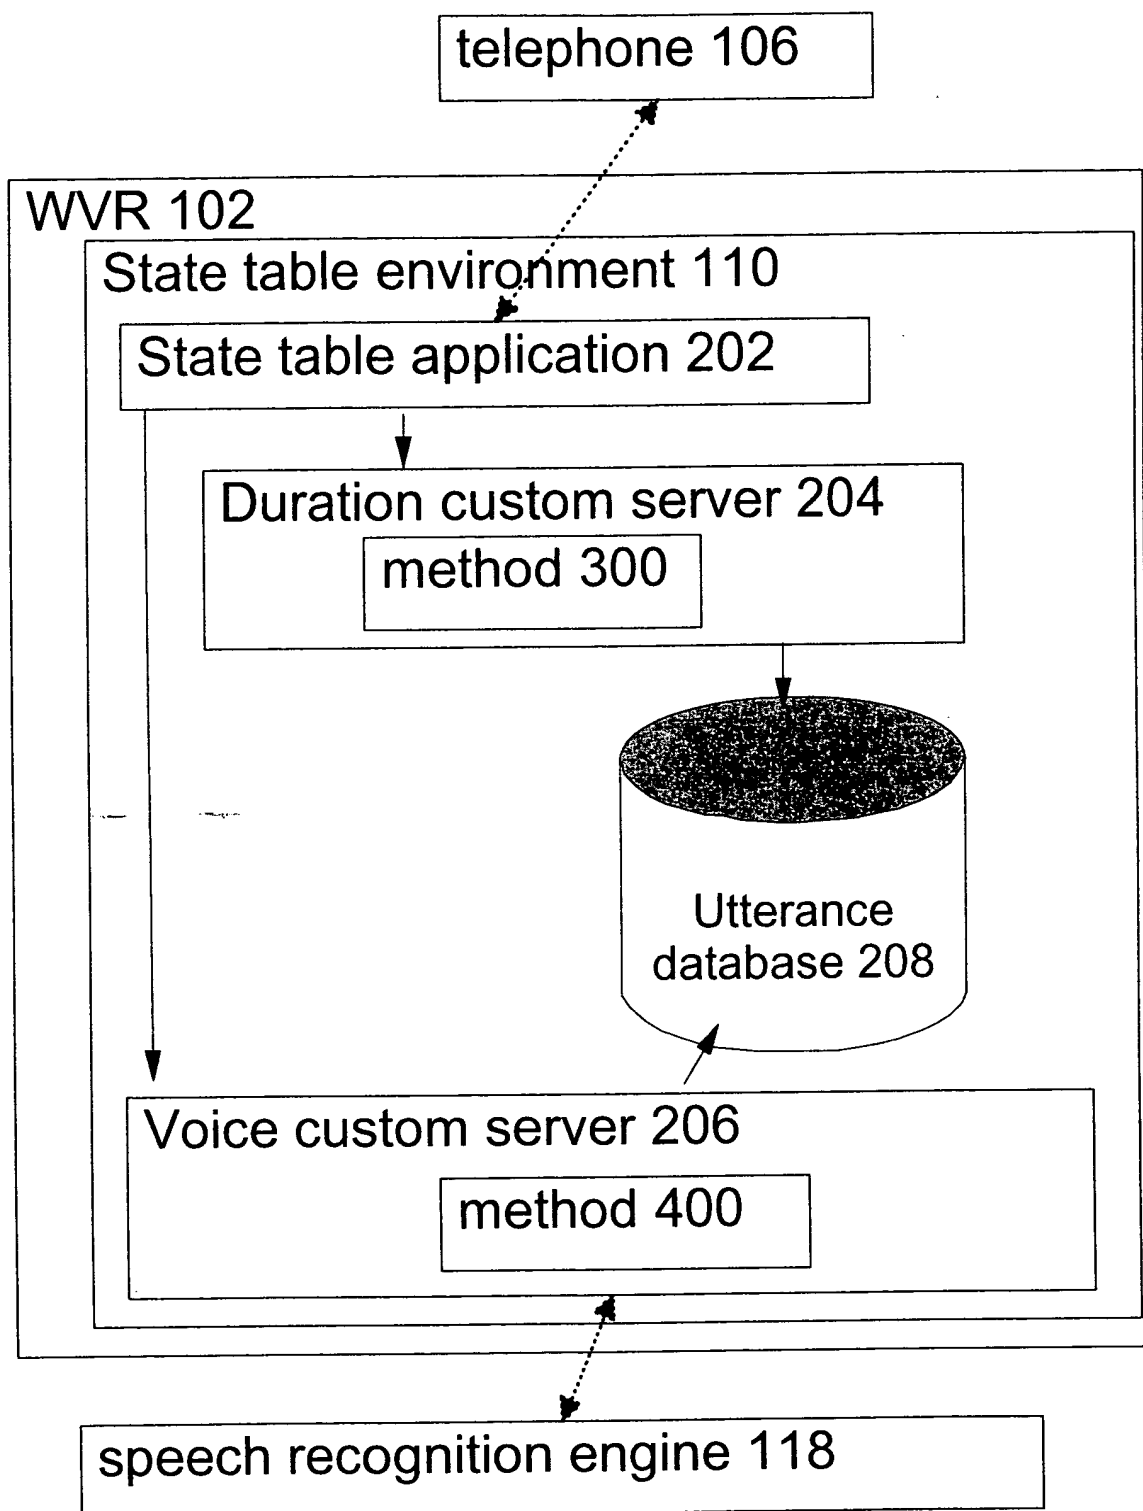 telephone 106
WVR 102
State table environment 110
State table application 202
Duration custom server 204
method 300
Utterance
database 208
Voice custom server 206
method 400
speech recognition engine 118